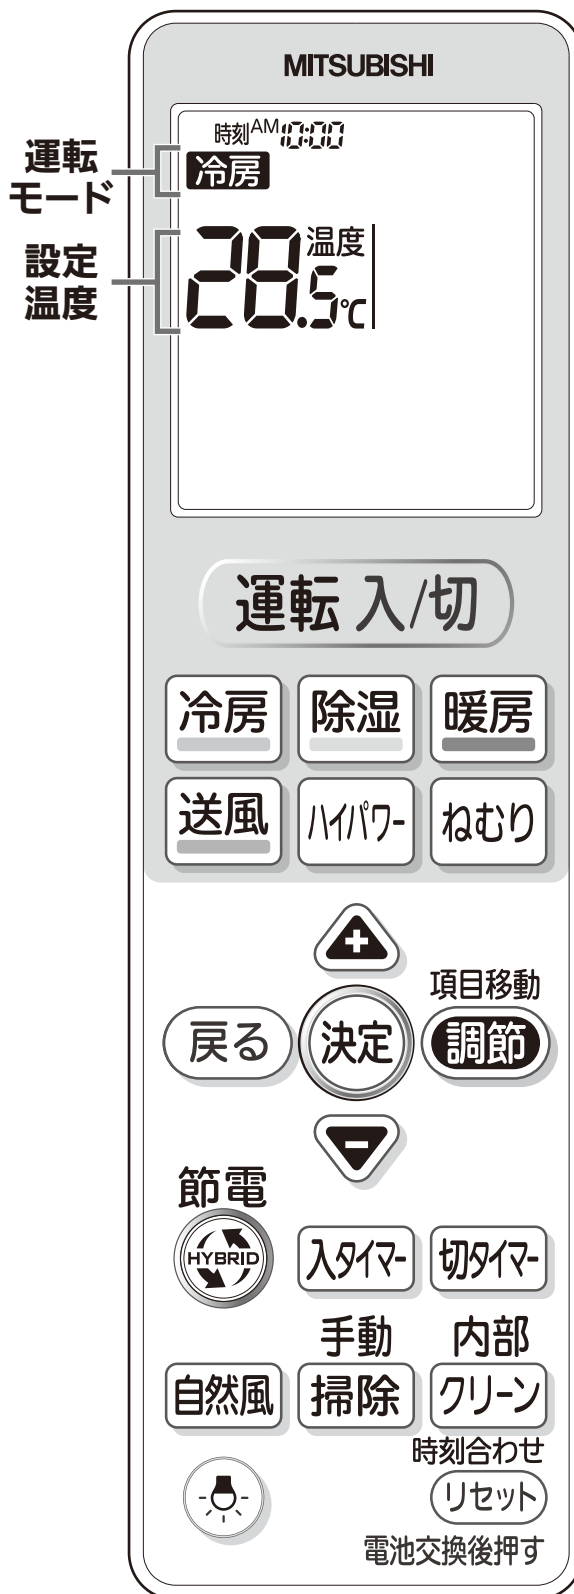 MITSUBISHI
時刻AM10:00
運転
モード
冷房
設定
温度
28.5℃ 温度
運転 入/切
冷房 除湿 暖房
送風 ハイパワー ねむり
+
項目移動
戻る 決定 調節
-
節電
HYBRID 入タイマー 切タイマー
手動 内部
自然風 掃除 クリーン
時刻合わせ
リセット
電池交換後押す